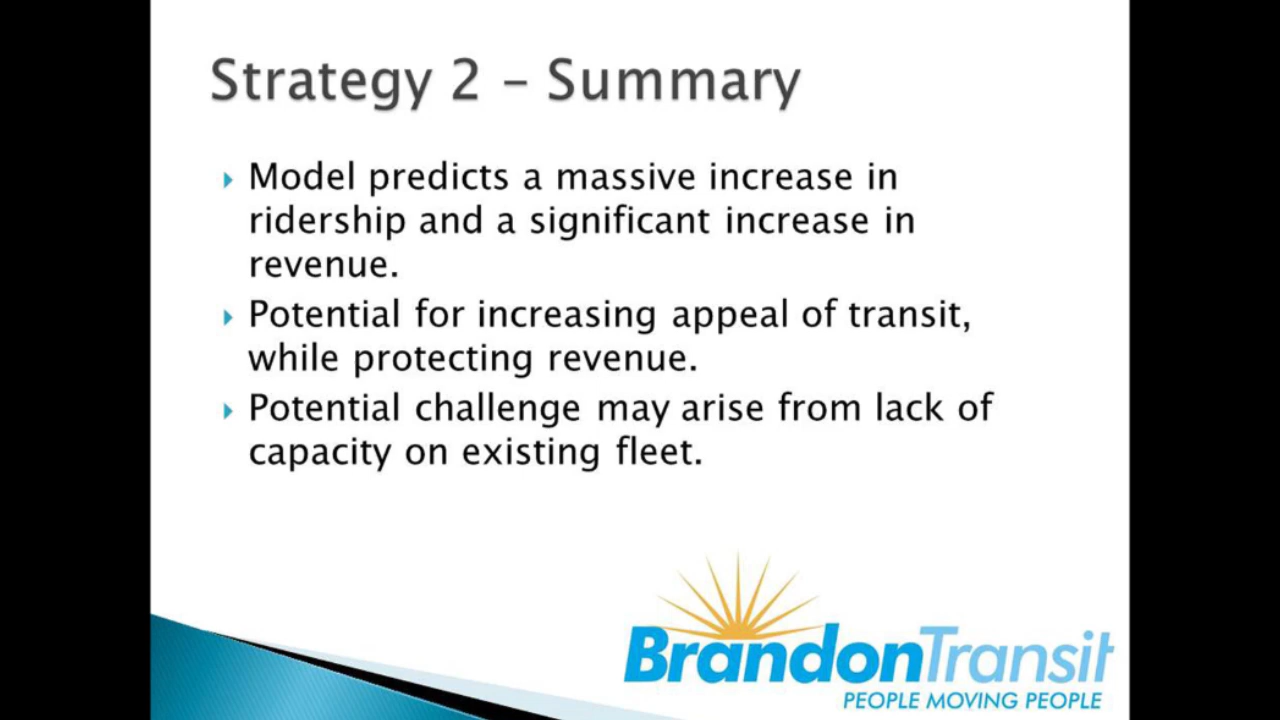 Strategy 2 – Summary
Model predicts a massive increase in
ridership and a significant increase in
revenue.
Potential for increasing appeal of transit,
while protecting revenue.
Potential challenge may arise from lack of
capacity on existing fleet.
BrandonTransit
PEOPLE MOVING PEOPLE